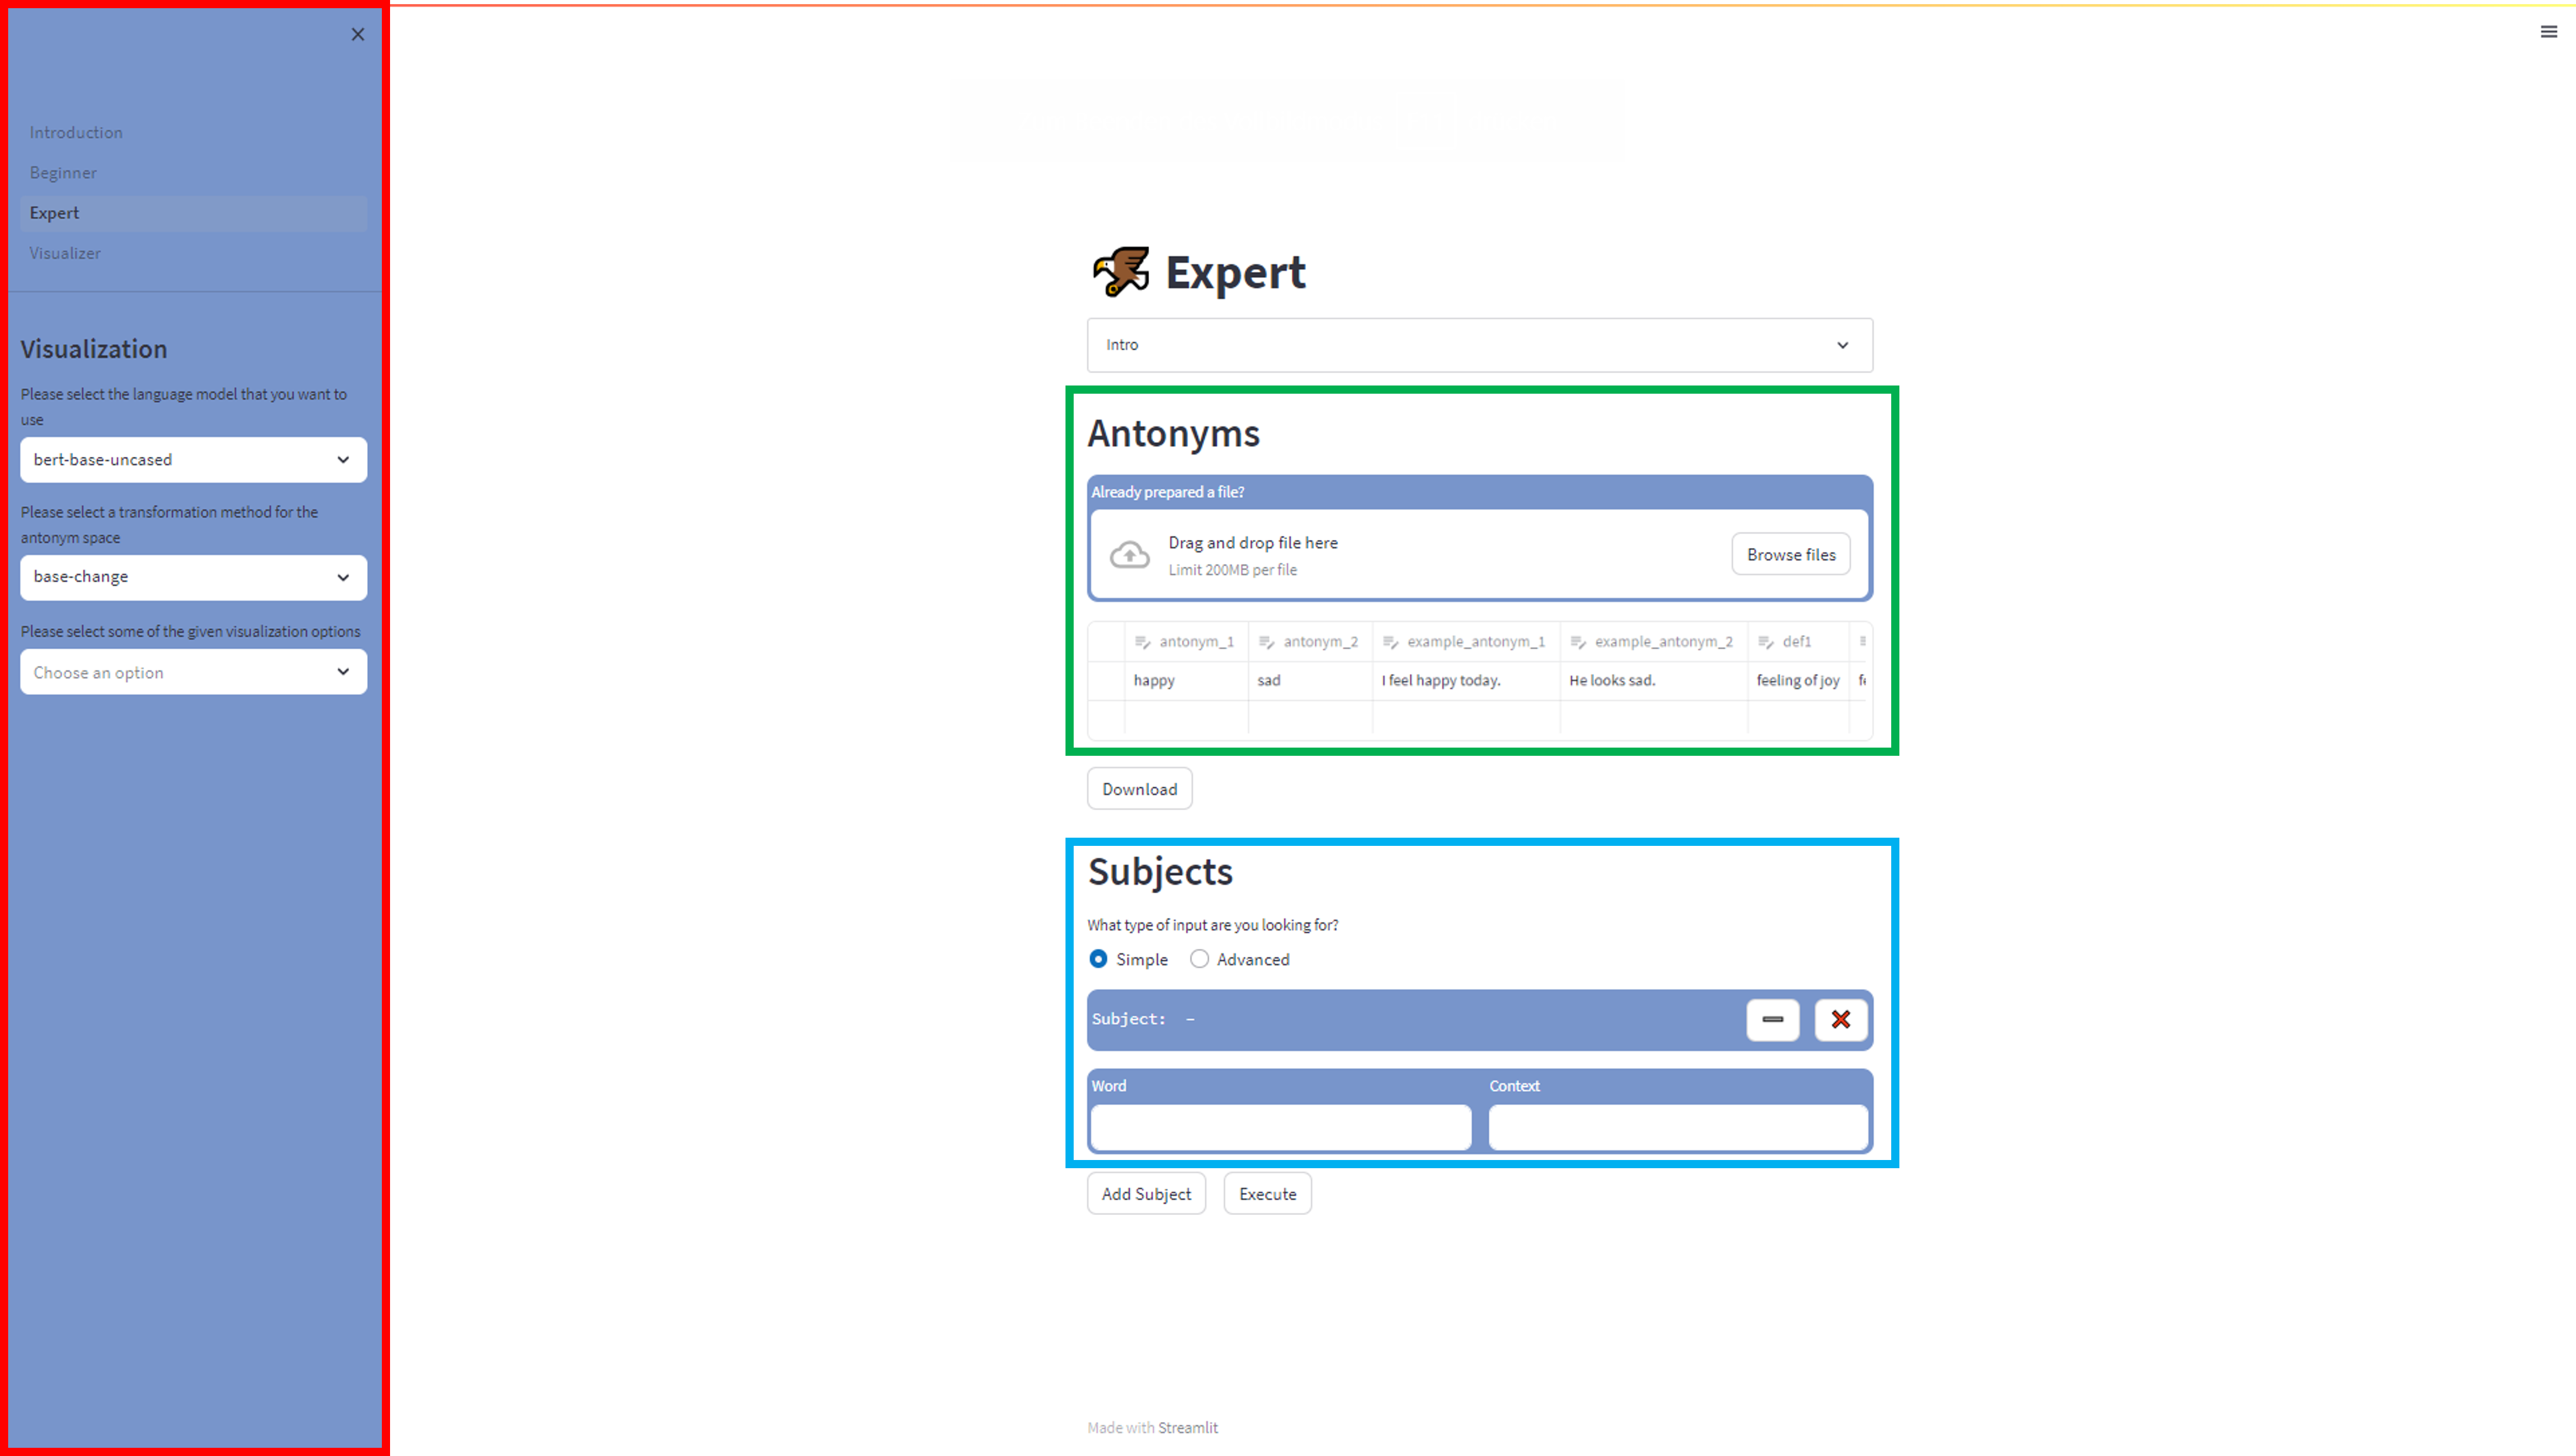 Introduction
Beginner
Expert
Visualizer
Visualization
Please select the language model that you want to
use
bert-base-uncased
Please select a transformation method for the
antonym space
base-change
Please select some of the given visualization options
Choose an option
Expert
Intro
Antonyms
Already prepared a file?
Drag and drop file here
Limit 200MB per file
Browse files
antonym_1 antonym_2 example_antonym_1 example_antonym_2 def1
happy sad I feel happy today. He looks sad. feeling of joy
Download
Subjects
What type of input are you looking for?
Simple Advanced
Subject: –
Word Context
Add Subject Execute
Made with Streamlit